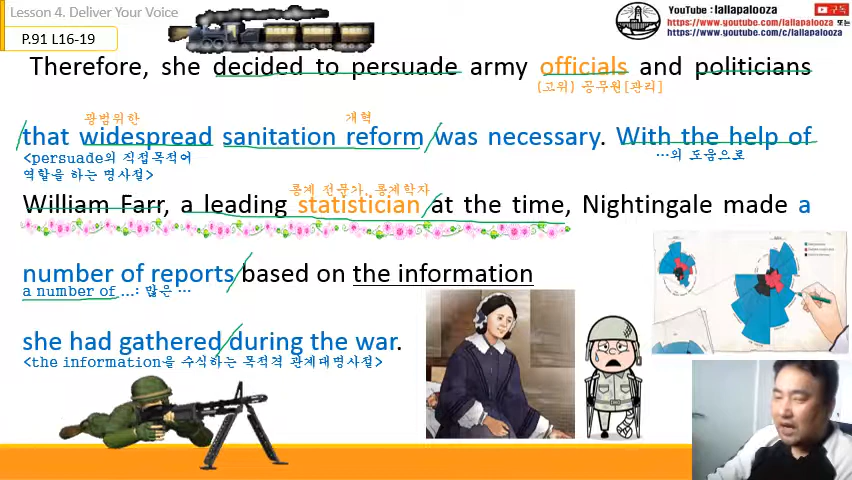 Lesson 4. Deliver Your Voice
P.91 L16-19
YouTube : lallapalooza
구독
https://www.youtube.com/lallapalooza 또는
https://www.youtube.com/c/lallapalooza
Therefore, she decided to persuade army officials and politicians
(고위) 공무원[관리]
광범위한 개혁
that widespread sanitation reform was necessary. With the help of
<persuade의 직접목적어 …의 도움으로
역할을 하는 명사절>
통계 전문가, 통계학자
William Farr, a leading statistician at the time, Nightingale made a
number of reports based on the information
a number of …: 많은 …
she had gathered during the war.
<the information을 수식하는 목적격 관계대명사절>